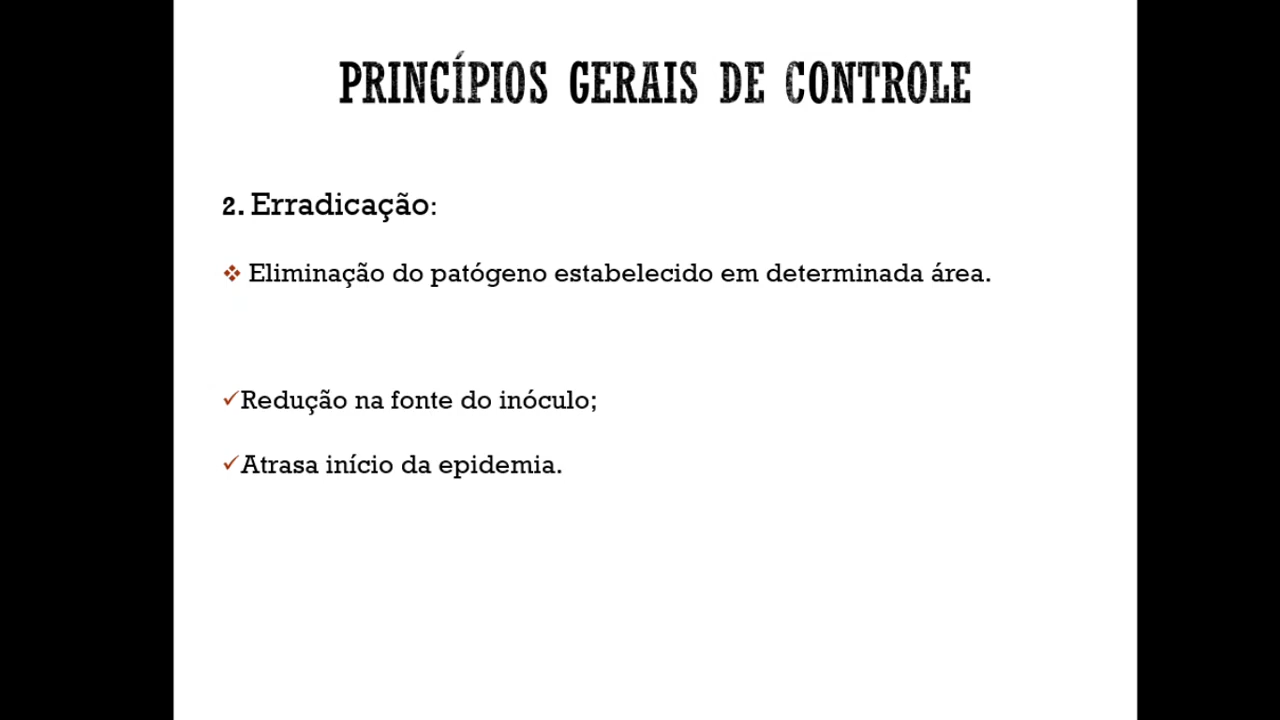 PRINCÍPIOS GERAIS DE CONTROLE
2. Erradicação:
❖ Eliminação do patógeno estabelecido em determinada área.
✓Redução na fonte do inóculo;
✓Atrasa início da epidemia.